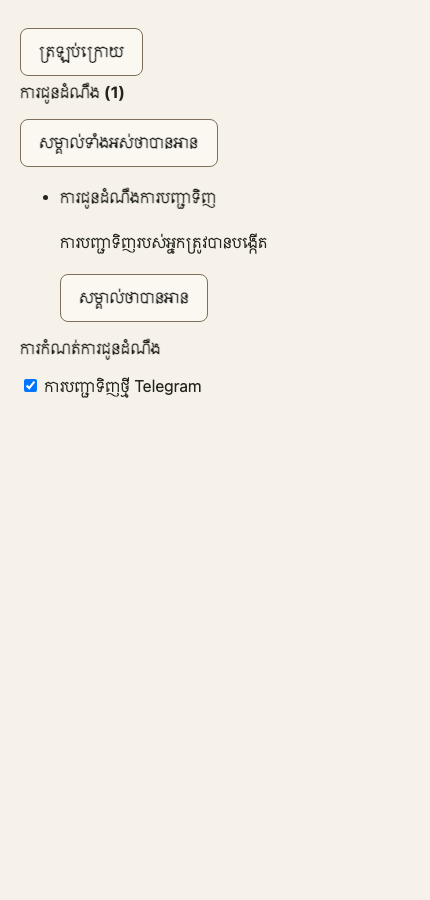 ត្រឡប់ក្រោយ
ការជូនដំណឹង (1)
សម្គាល់ទាំងអស់ថាបានអាន
ការជូនដំណឹងការបញ្ជាទិញ
ការបញ្ជាទិញរបស់អ្នកត្រូវបានបង្កើត
សម្គាល់ថាបានអាន
ការកំណត់ការជូនដំណឹង
ការបញ្ជាទិញថ្មី Telegram